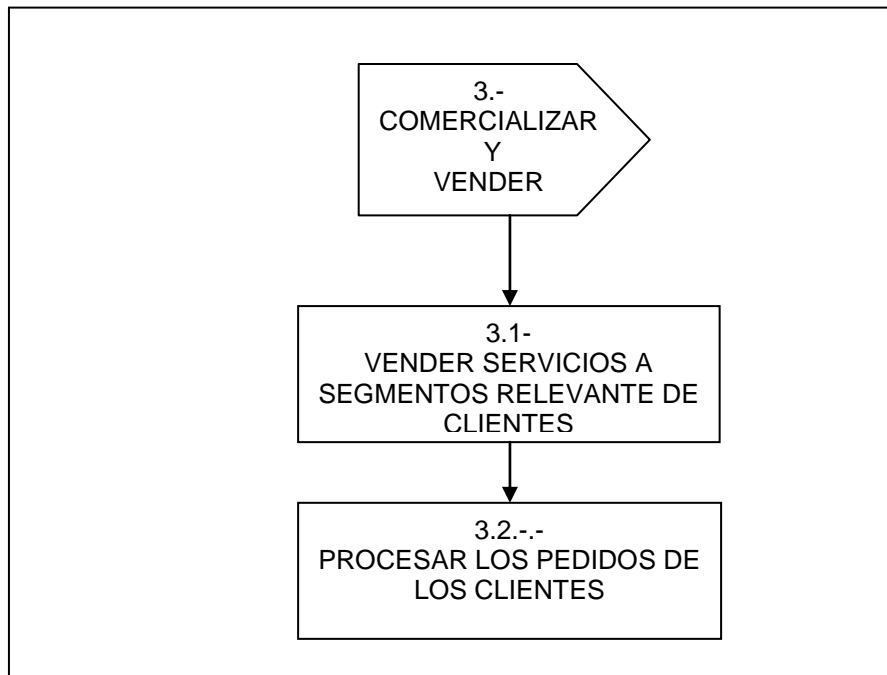 3.-
COMERCIALIZAR
Y
VENDER
3.1-
VENDER SERVICIOS A
SEGMENTOS RELEVANTE DE
CLIENTES
3.2.-.-
PROCESAR LOS PEDIDOS DE
LOS CLIENTES